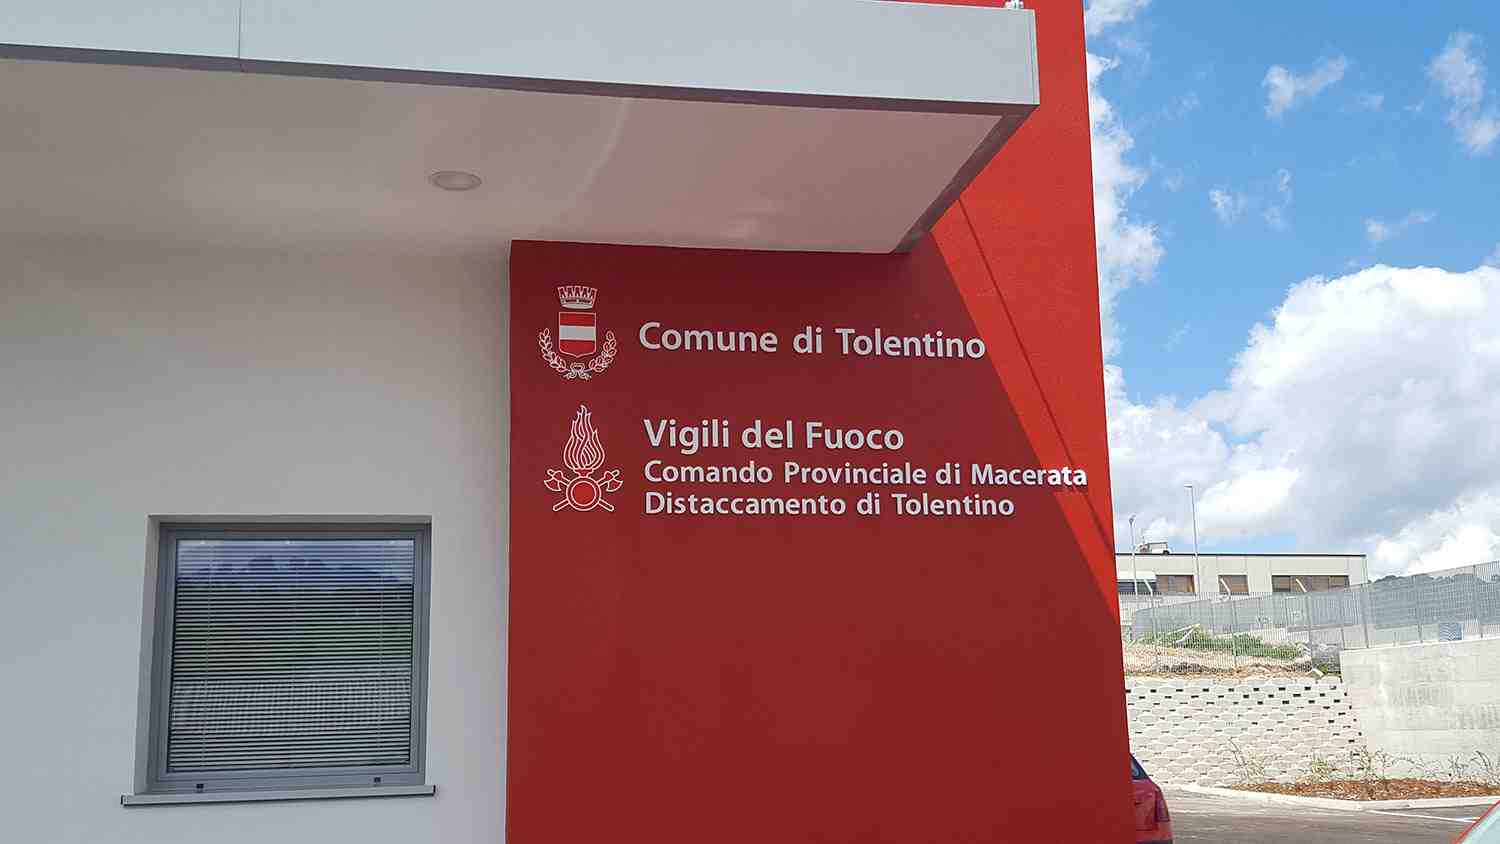 Comune di Tolentino
Vigili del Fuoco
Comando Provinciale di Macerata
Distaccamento di Tolentino